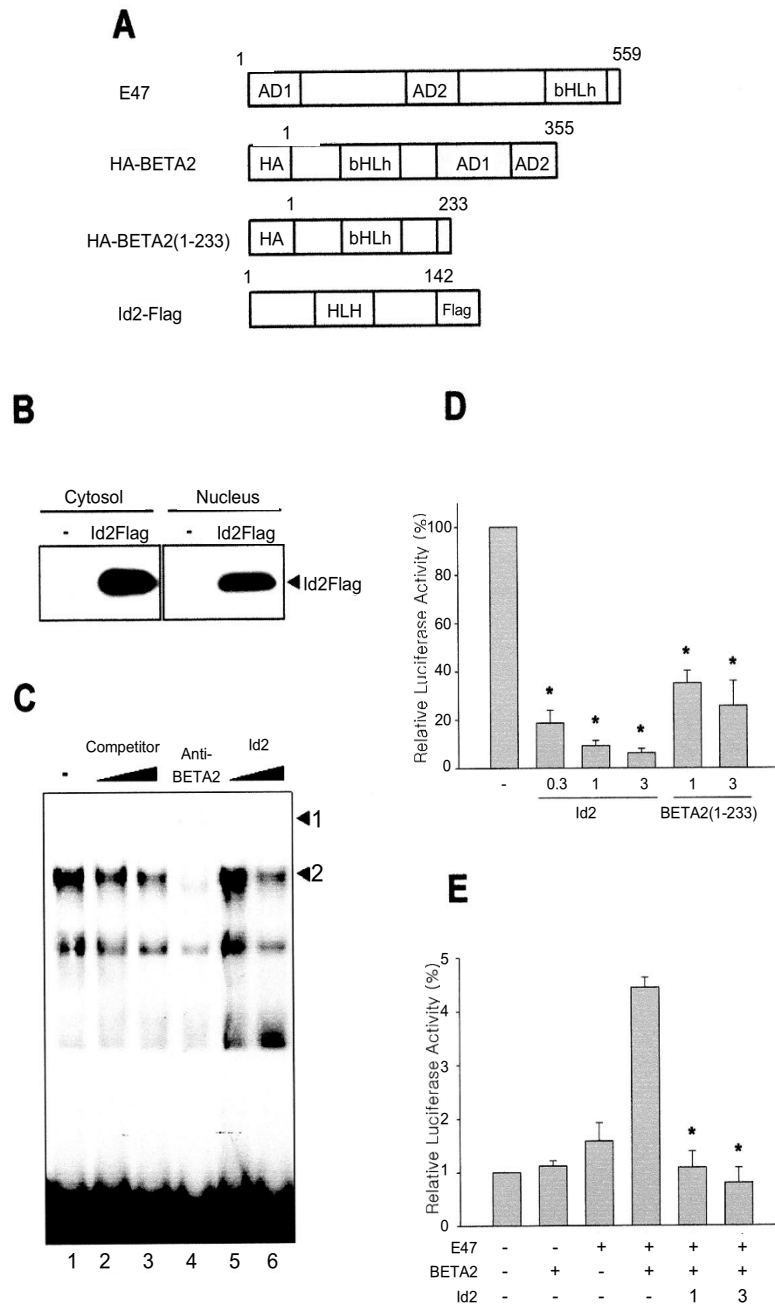 A
1 559
E47 AD1 AD2 bHLh
1 355
HA-BETA2 HA bHLh AD1 AD2
1 233
HA-BETA2(1-233) HA bHLh
1 142
Id2-Flag HLH Flag
B
Cytosol Nucleus
- Id2Flag - Id2Flag
Id2Flag
C
- Competitor Anti-BETA2 Id2
1
2
1 2 3 4 5 6
D
Relative Luciferase Activity (%)
100
80
60
40
20
0
* * * * *
- 0.3 1 3 1 3
Id2 BETA2(1-233)
E
Relative Luciferase Activity (%)
5
4
3
2
1
0
* *
E47 - - + + + +
BETA2 - + - + + +
Id2 - - - - 1 3